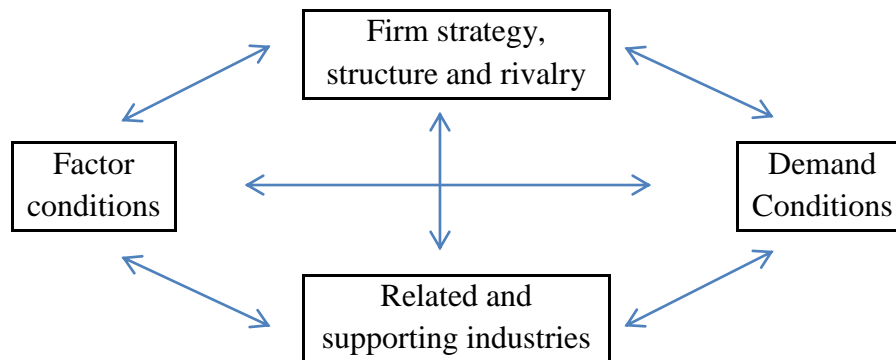 Firm strategy,
structure and rivalry
Factor
conditions
Demand
Conditions
Related and
supporting industries